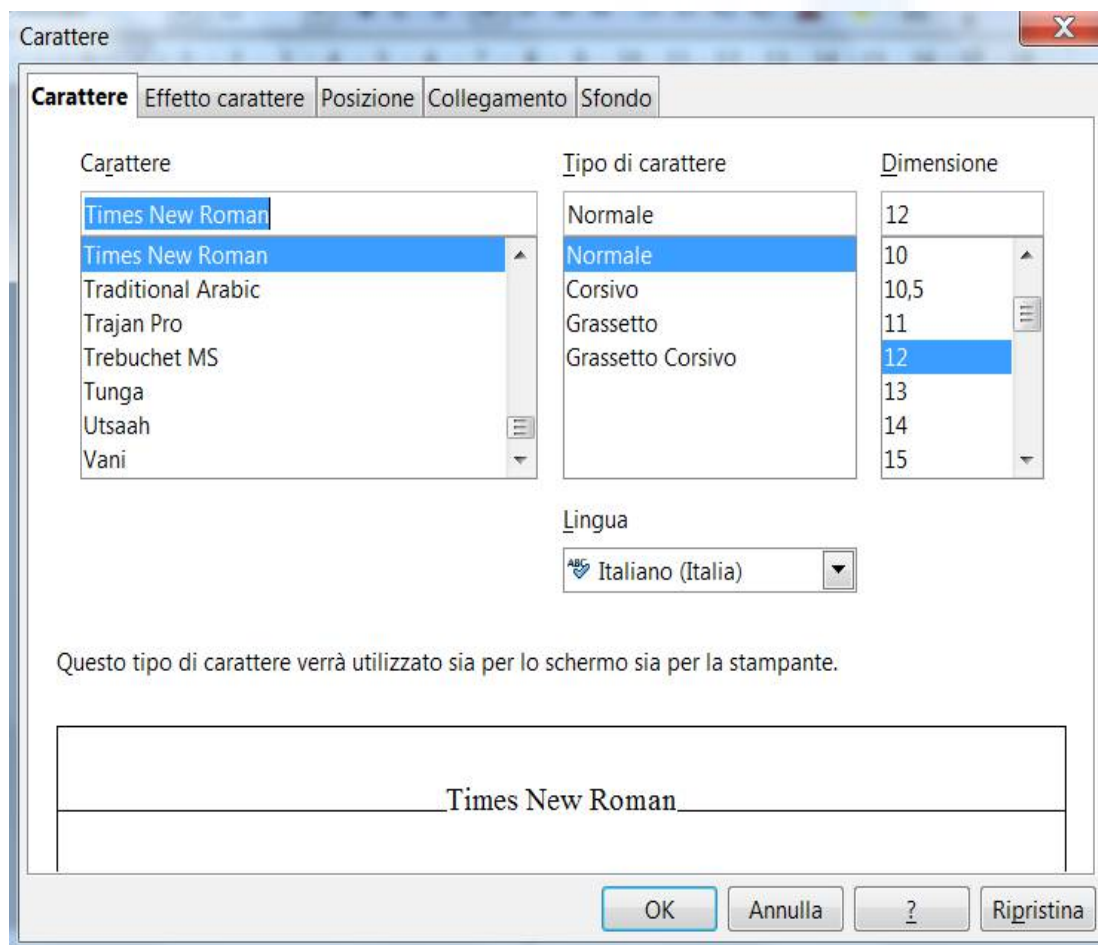 Carattere
Carattere Effetto carattere Posizione Collegamento Sfondo
Carattere Tipo di carattere Dimensione
Times New Roman Normale 12
Times New Roman Normale 10
Traditional Arabic Corsivo 10,5
Trajan Pro Grassetto 11
Trebuchet MS Grassetto Corsivo 12
Tunga 13
Utsaah 14
Vani 15
Lingua
ABC Italiano (Italia)
Questo tipo di carattere verrà utilizzato sia per lo schermo sia per la stampante.
Times New Roman
OK Annulla ? Ripristina